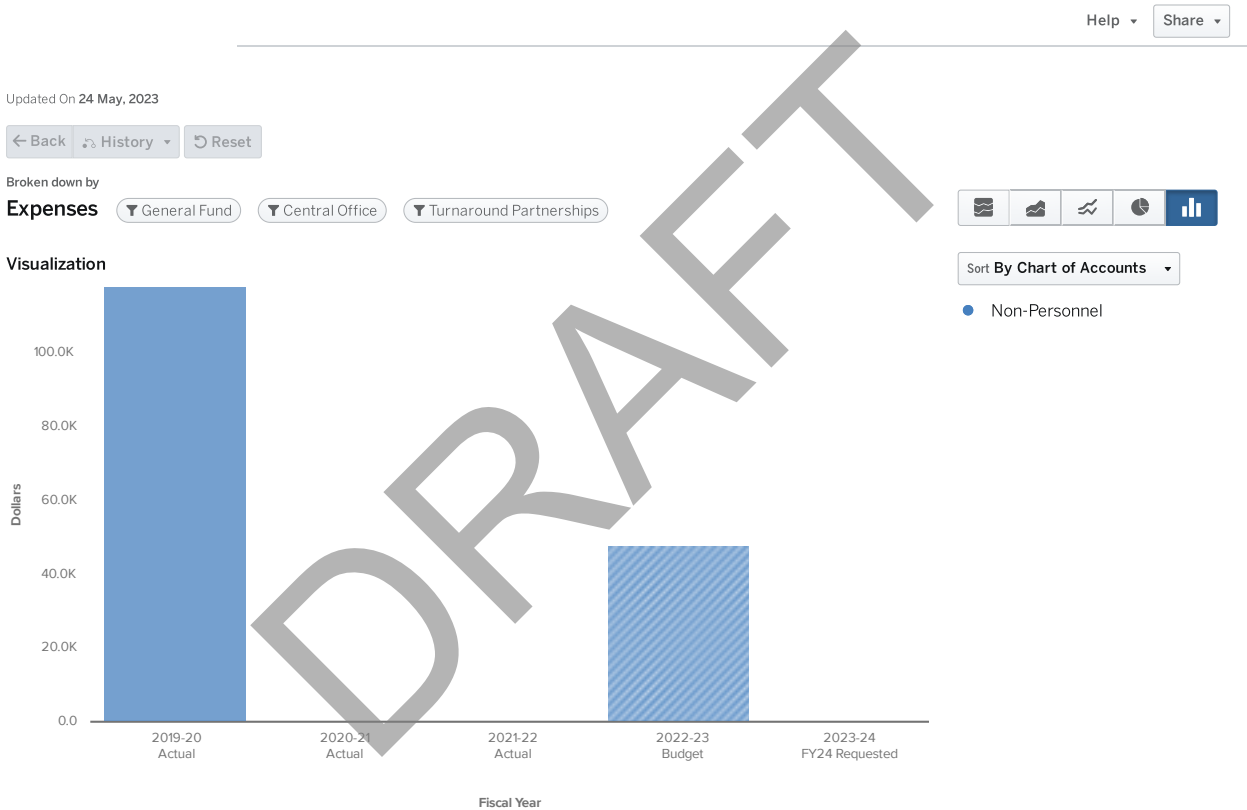 Help
Share
Updated On 24 May, 2023
Back
History
Reset
Broken down by
Expenses
General Fund
Central Office
Turnaround Partnerships
Visualization
Sort By Chart of Accounts
Non-Personnel
100.0K
80.0K
60.0K
40.0K
20.0K
0.0
Dollars
2019-20
Actual
2020-21
Actual
2021-22
Actual
2022-23
Budget
2023-24
FY24 Requested
Fiscal Year
DRAFT